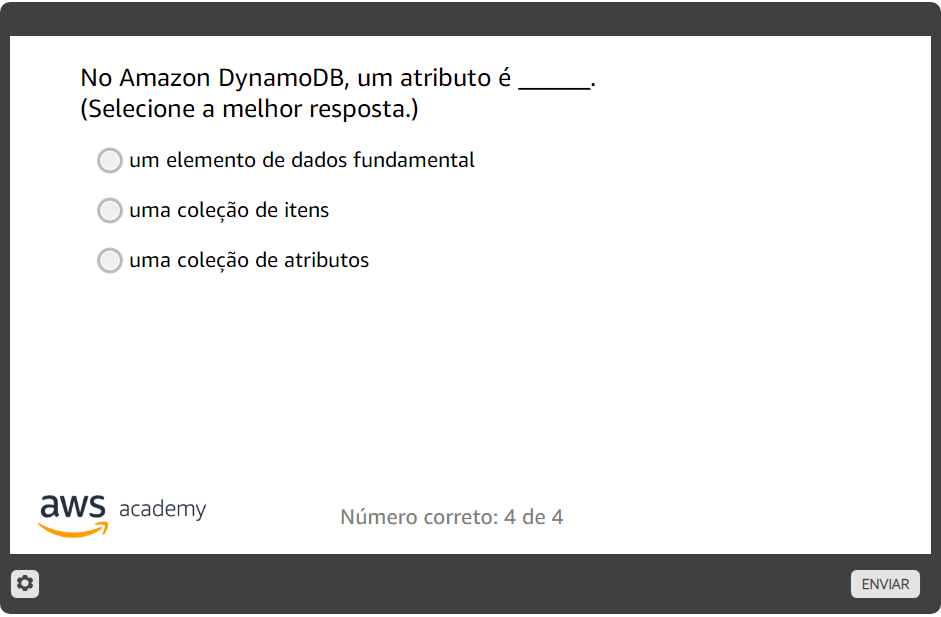 No Amazon DynamoDB, um atributo é ______.
(Selecione a melhor resposta.)
um elemento de dados fundamental
uma coleção de itens
uma coleção de atributos
aws academy
Número correto: 4 de 4
ENVIAR